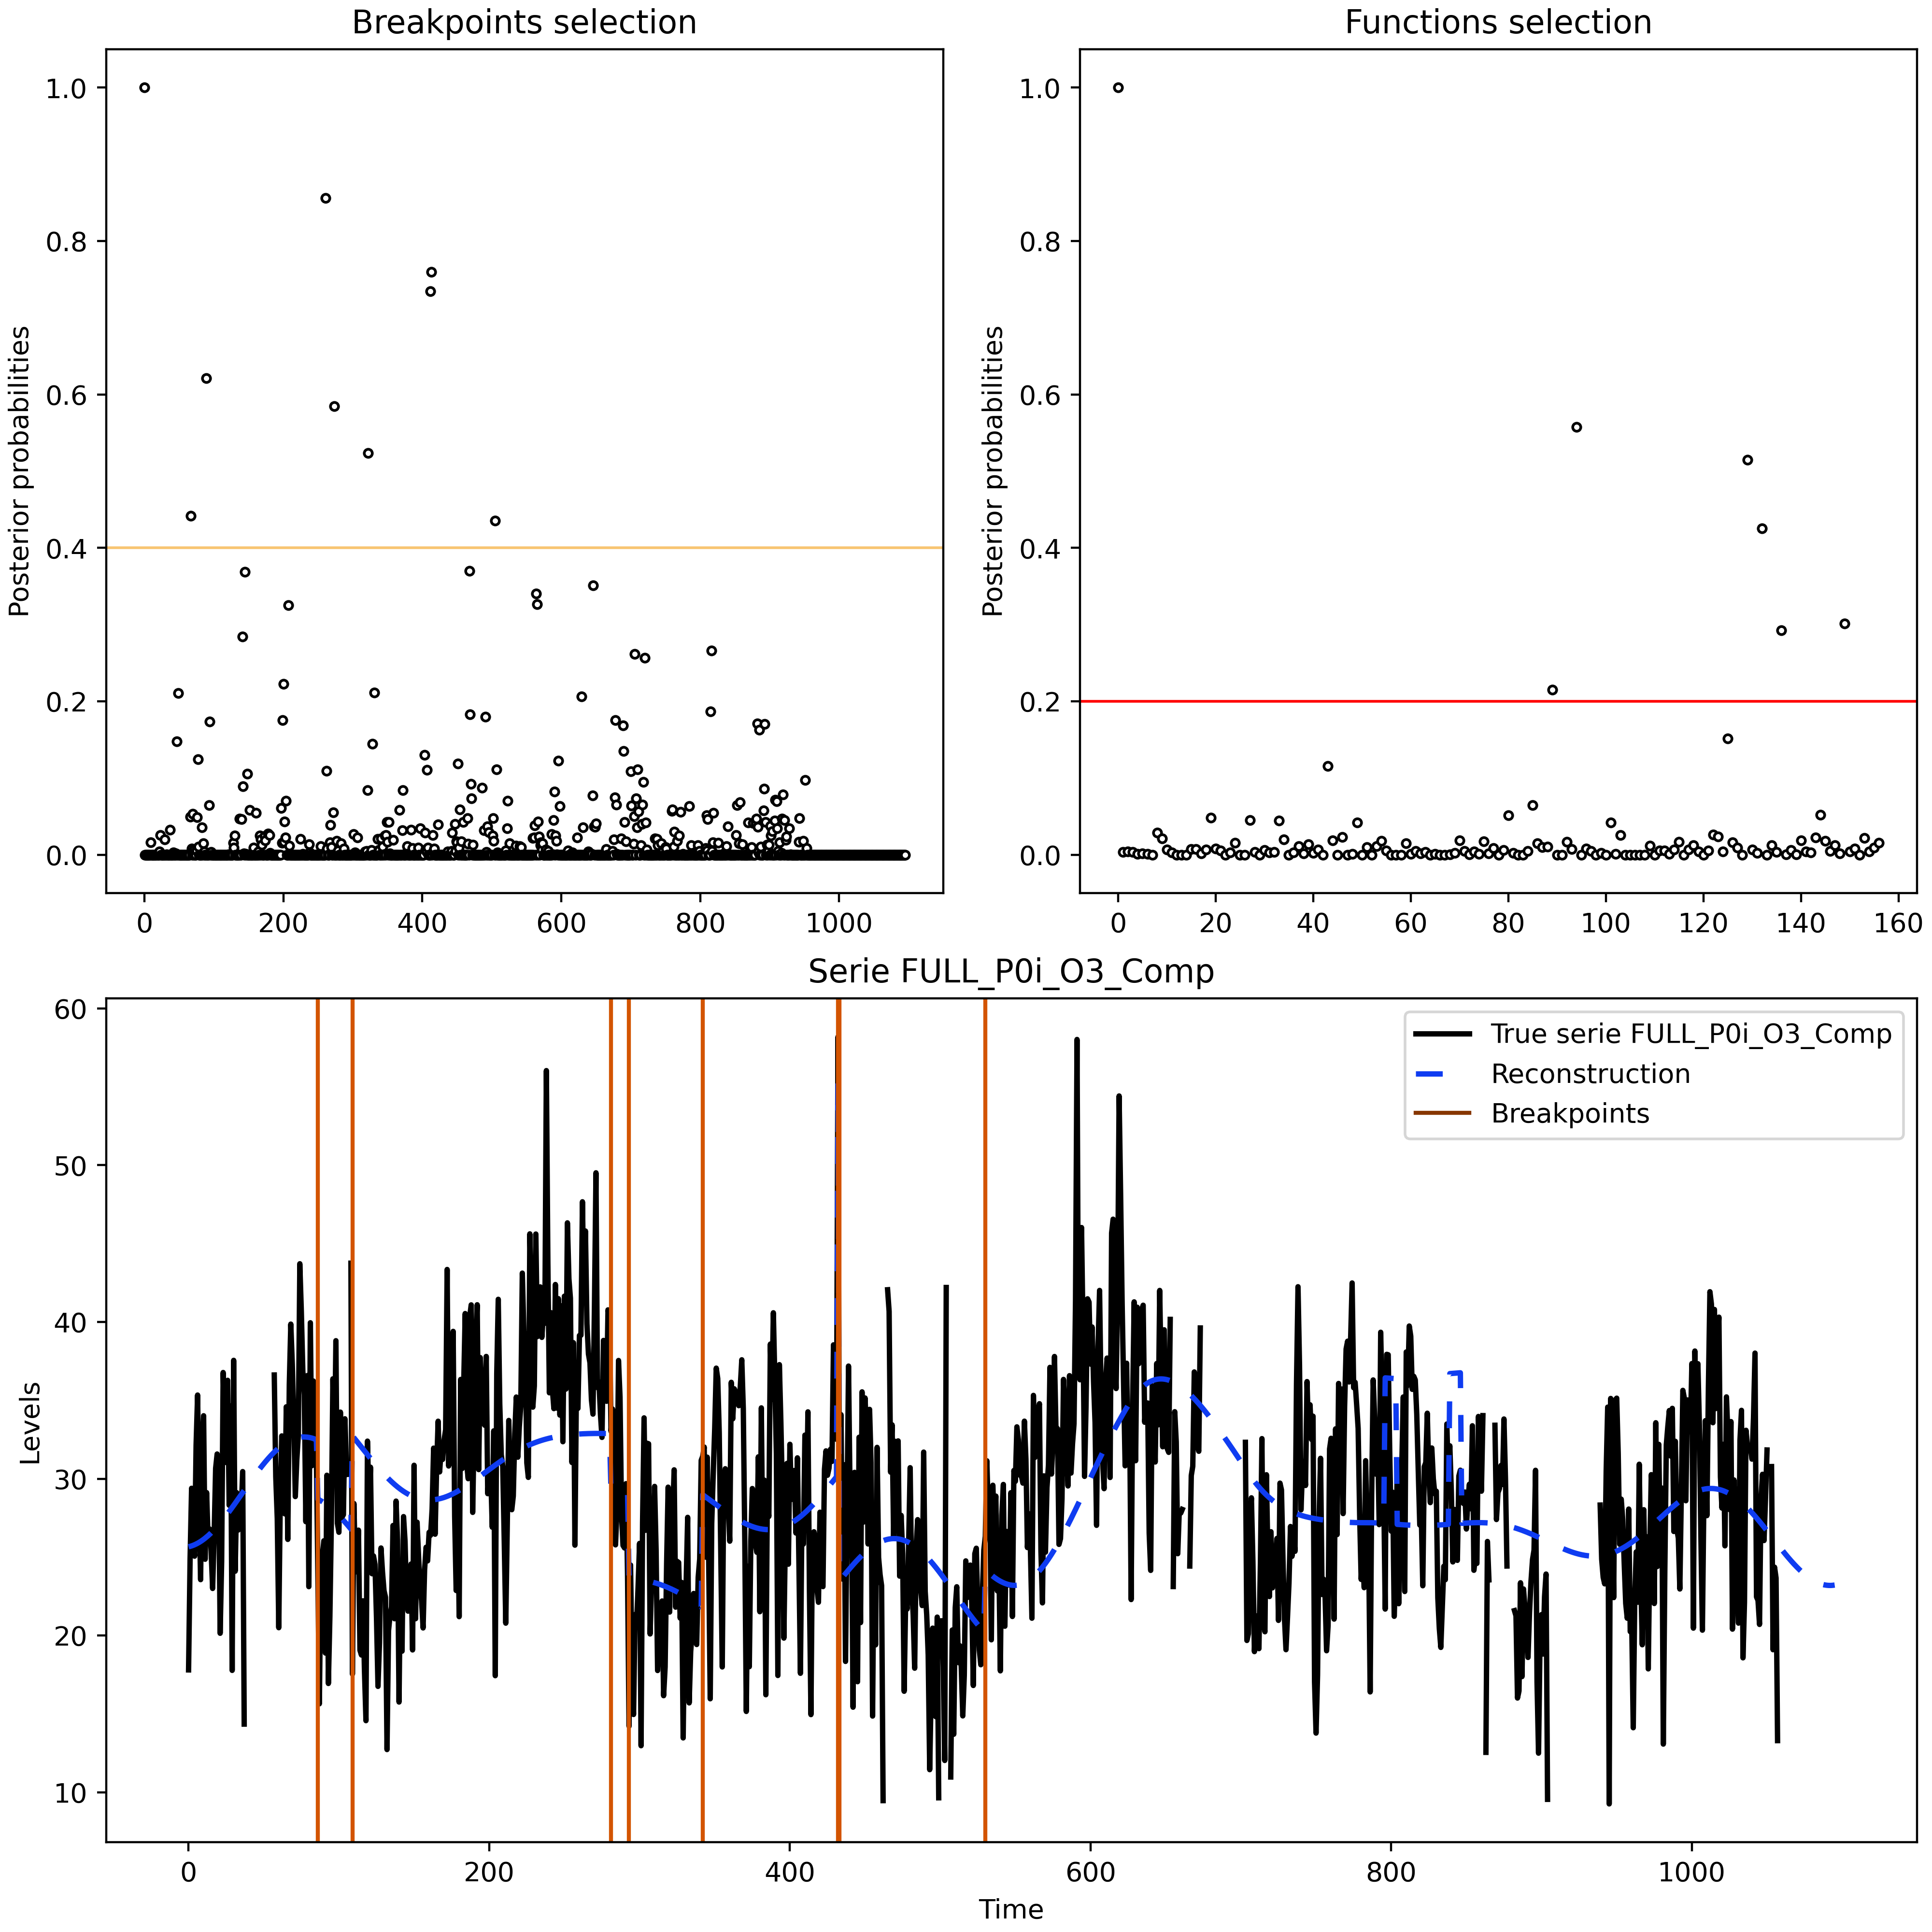 Breakpoints selection
Functions selection
Posterior probabilities
1.0
0.8
0.6
0.4
0.2
0.0
0 200 400 600 800 1000
Posterior probabilities
1.0
0.8
0.6
0.4
0.2
0.0
0 20 40 60 80 100 120 140 160
Serie FULL_P0i_O3_Comp
Levels
60
50
40
30
20
10
True serie FULL_P0i_O3_Comp
Reconstruction
Breakpoints
0 200 400 600 800 1000
Time